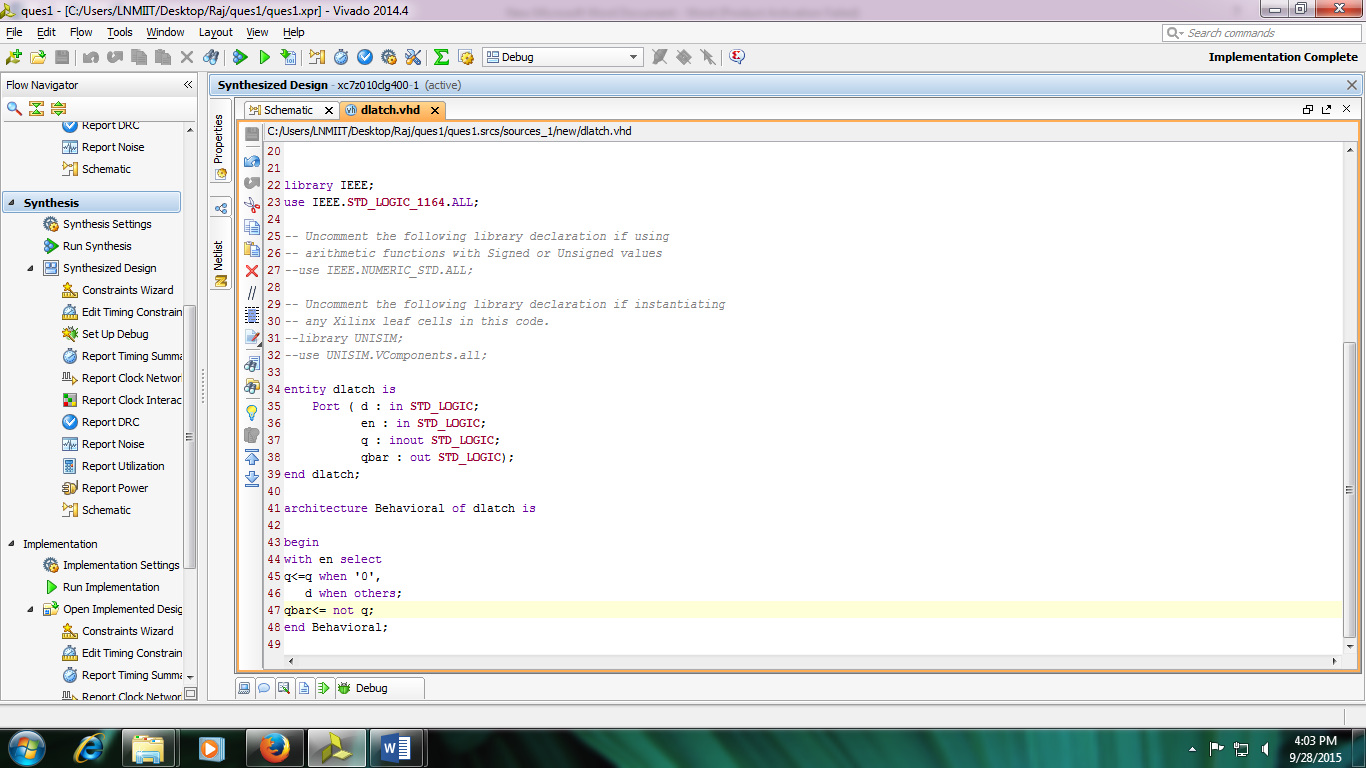 ques1 - [C:/Users/LNMIIT/Desktop/Raj/ques1/ques1.xpr] - Vivado 2014.4
File Edit Flow Tools Window Layout View Help
Search commands
Debug
Implementation Complete
Flow Navigator
Synthesized Design - xc7z010clg400-1 (active)
Schematic
dlatch.vhd
C:/Users/LNMIIT/Desktop/Raj/ques1/ques1.srcs/sources_1/new/dlatch.vhd
Report DRC
Report Noise
Schematic
Synthesis
Synthesis Settings
Run Synthesis
Synthesized Design
Constraints Wizard
Edit Timing Constrain
Set Up Debug
Report Timing Summa
Report Clock Networ
Report Clock Interac
Report DRC
Report Noise
Report Utilization
Report Power
Schematic
Implementation
Implementation Settings
Run Implementation
Open Implemented Desig
Constraints Wizard
Edit Timing Constrain
Report Timing Summa
Report Clock Networ
Properties
Netlist
20
21
22 library IEEE;
23 use IEEE.STD_LOGIC_1164.ALL;
24
25 -- Uncomment the following library declaration if using
26 -- arithmetic functions with Signed or Unsigned values
27 --use IEEE.NUMERIC_STD.ALL;
28
29 -- Uncomment the following library declaration if instantiating
30 -- any Xilinx leaf cells in this code.
31 --library UNISIM;
32 --use UNISIM.VComponents.all;
33
34 entity dlatch is
35 Port ( d : in STD_LOGIC;
36 en : in STD_LOGIC;
37 q : inout STD_LOGIC;
38 qbar : out STD_LOGIC);
39 end dlatch;
40
41 architecture Behavioral of dlatch is
42
43 begin
44 with en select
45 q<=q when '0',
46 d when others;
47 qbar<= not q;
48 end Behavioral;
49
Debug
4:03 PM
9/28/2015